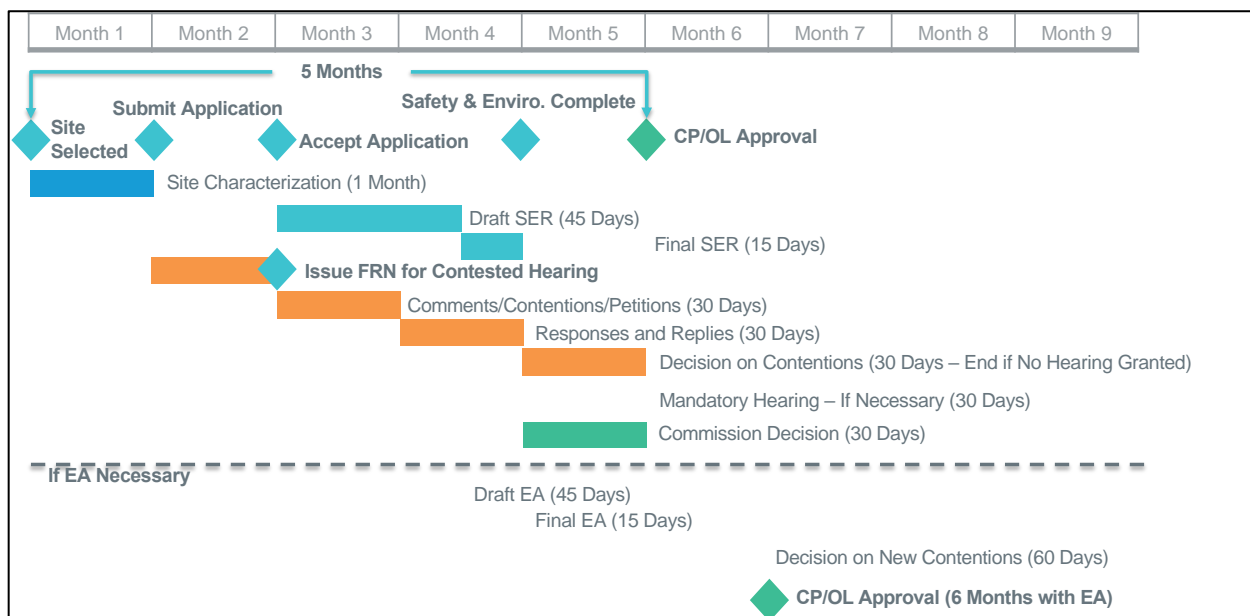 Month 1 Month 2 Month 3 Month 4 Month 5 Month 6 Month 7 Month 8 Month 9
5 Months
Submit Application
Safety & Enviro. Complete
Site
Selected
Accept Application
CP/OL Approval
Site Characterization (1 Month)
Draft SER (45 Days)
Final SER (15 Days)
Issue FRN for Contested Hearing
Comments/Contentions/Petitions (30 Days)
Responses and Replies (30 Days)
Decision on Contentions (30 Days – End if No Hearing Granted)
Mandatory Hearing – If Necessary (30 Days)
Commission Decision (30 Days)
If EA Necessary
Draft EA (45 Days)
Final EA (15 Days)
Decision on New Contentions (60 Days)
CP/OL Approval (6 Months with EA)